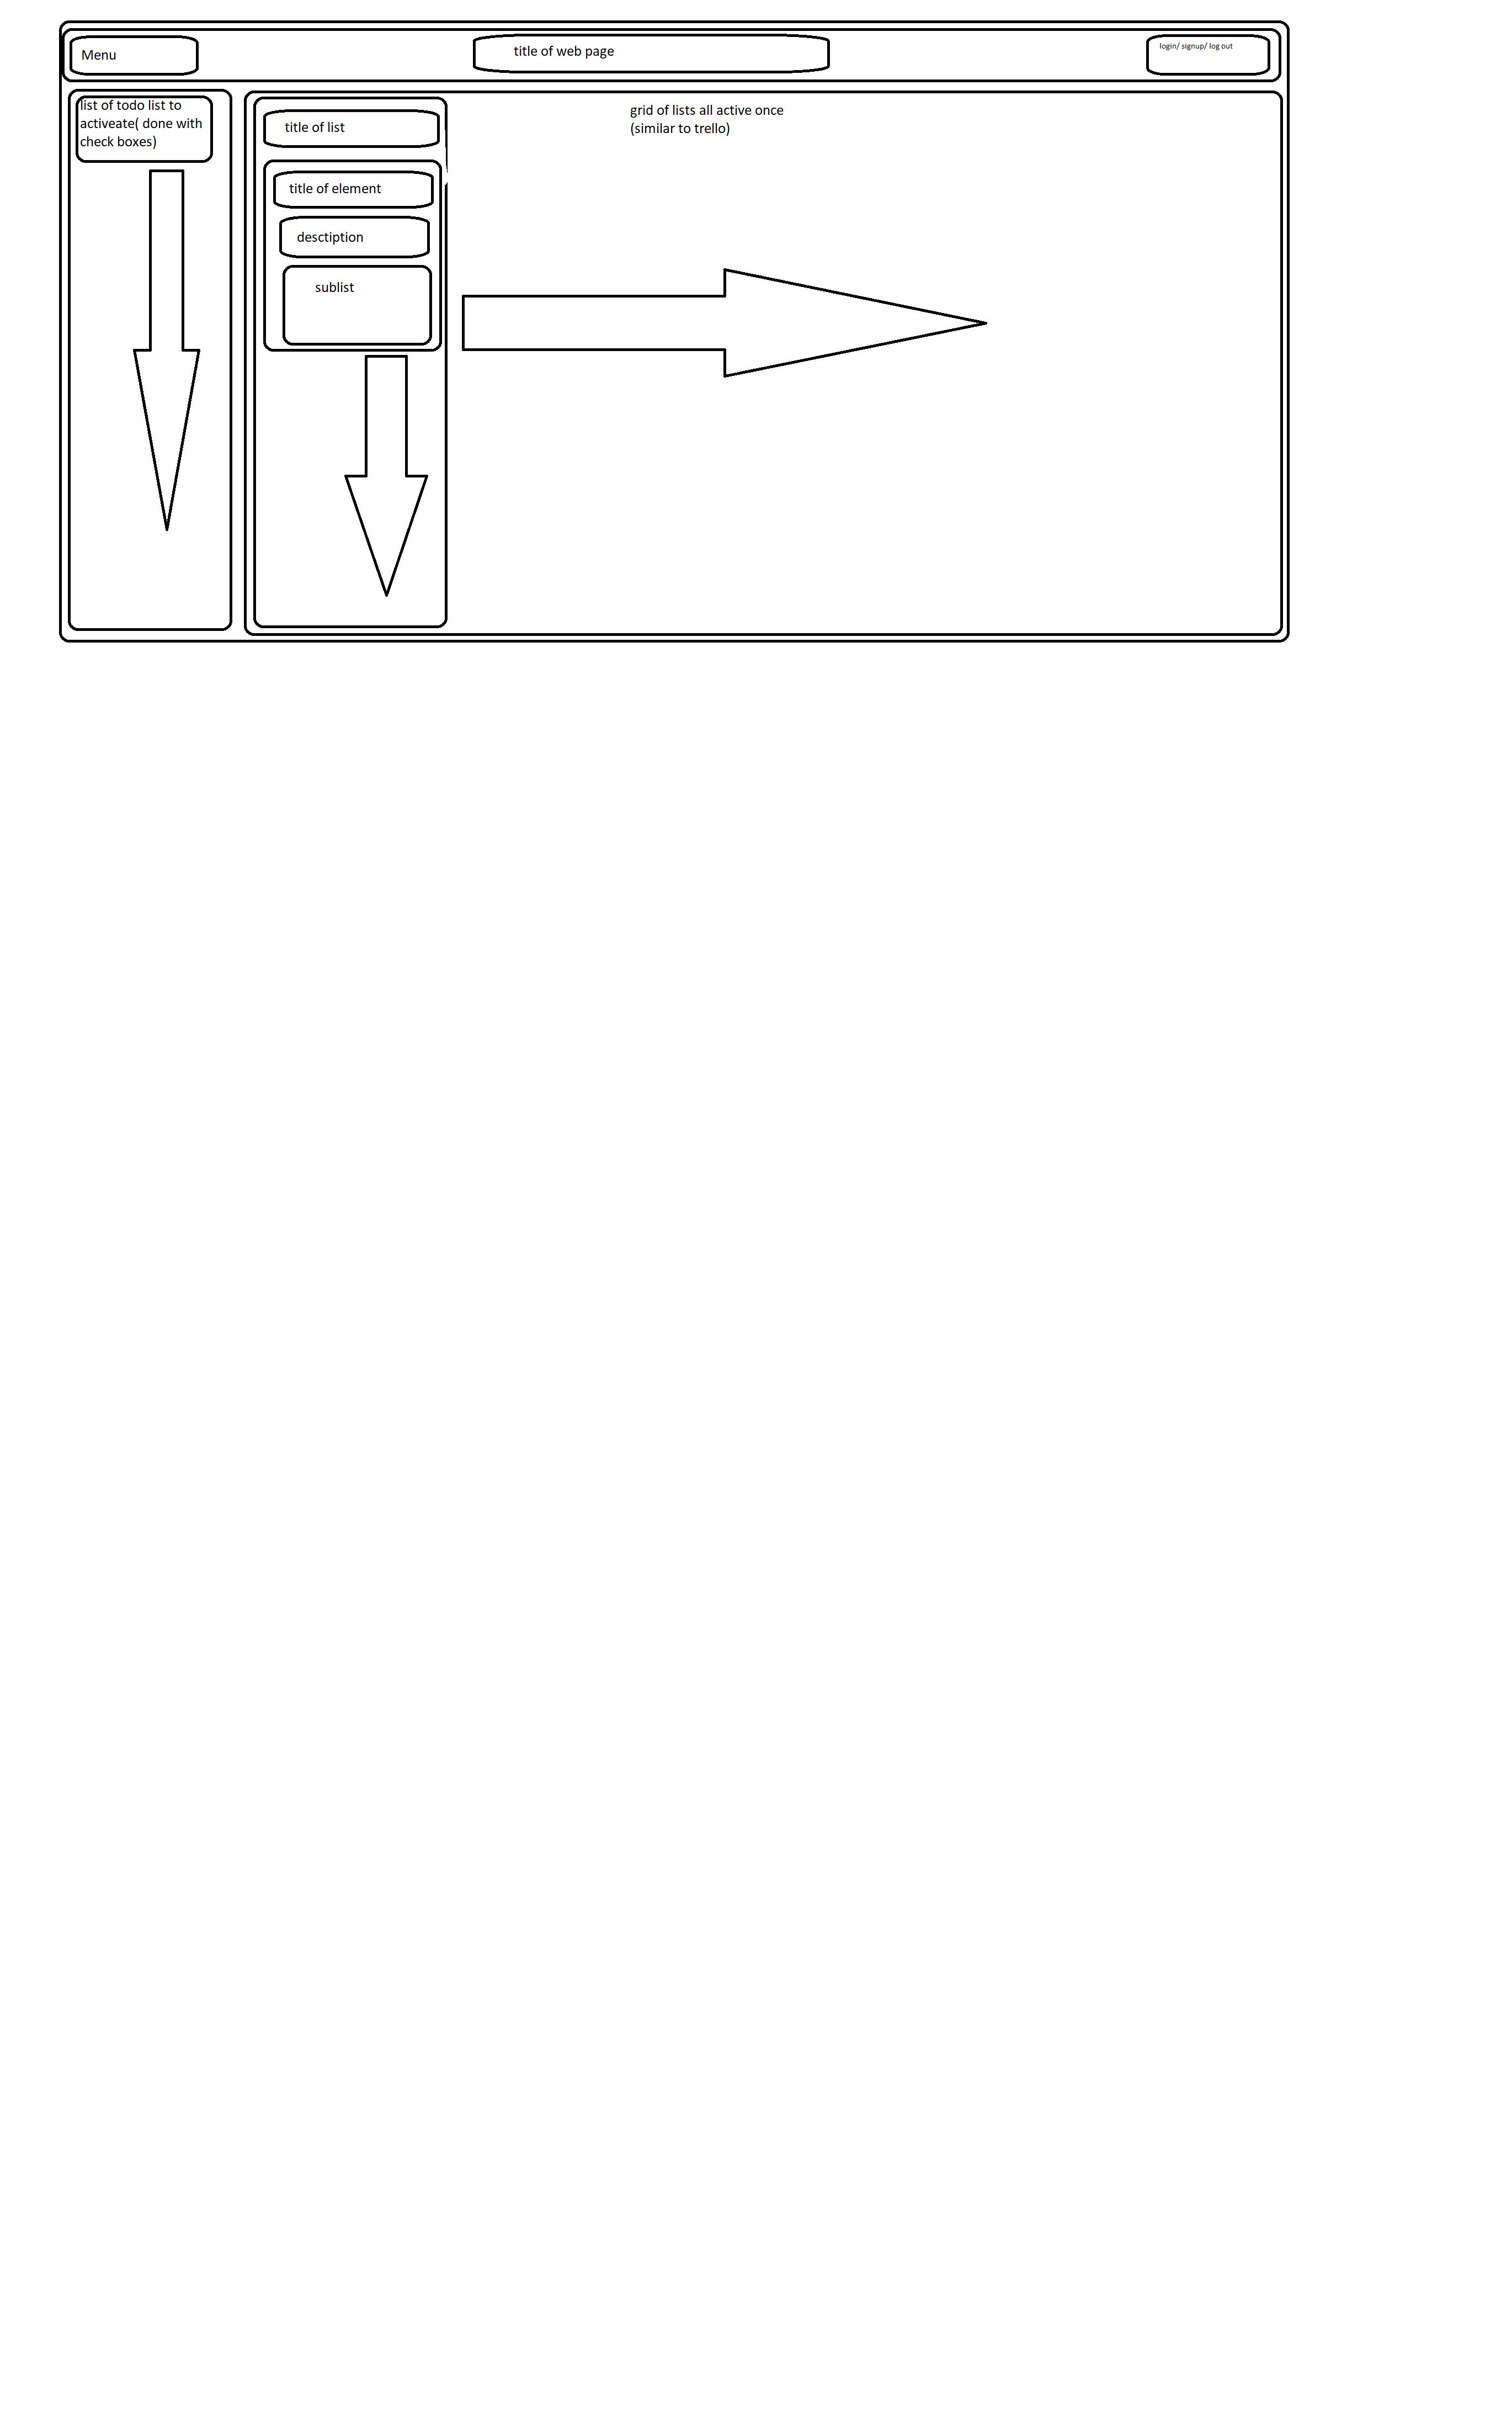 Menu
title of web page
login/ signup/ log out
list of todo list to
activeate( done with
check boxes)
title of list
title of element
desctiption
sublist
grid of lists all active once
(similar to trello)